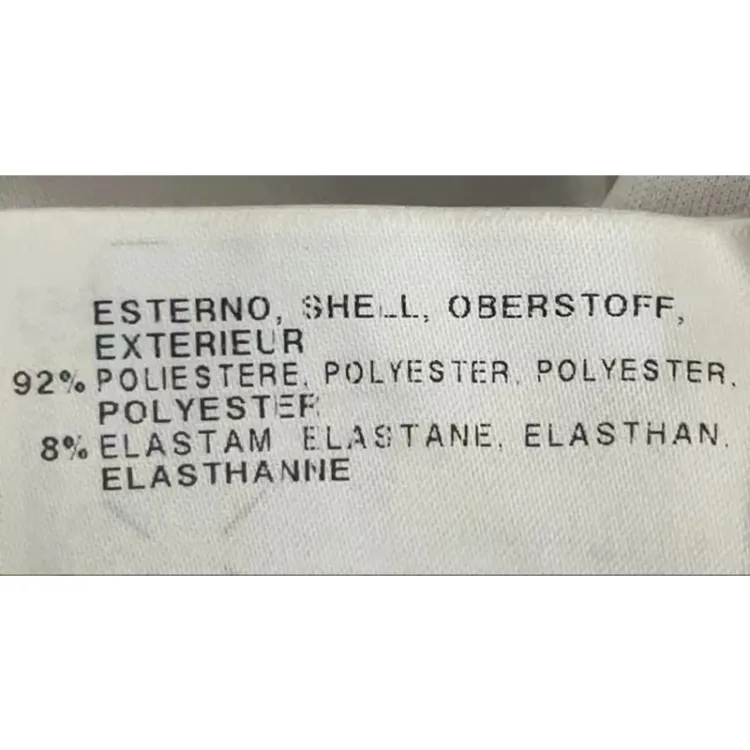 ESTERNO, SHELL, OBERSTOFF,
EXTERIEUR
92% POLIESTERE, POLYESTER, POLYESTER,
POLYESTER
8% ELASTAM ELASTANE, ELASTHAN,
ELASTHANNE